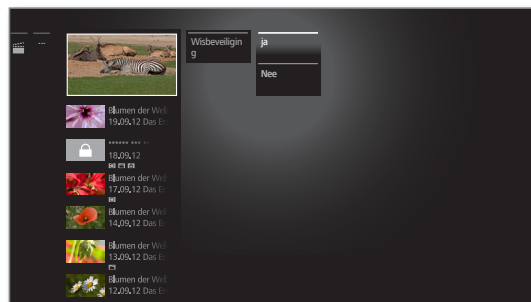 Wisbeveiligin
g
ja
Nee
Blumen der Wel
19.09.12 Das E
****** *** **
18.09.12
Blumen der Wel
17.09.12 Das E
Blumen der Wel
14.09.12 Das E
Blumen der Wel
13.09.12 Das E
Blumen der Wel
12.09.12 Das E